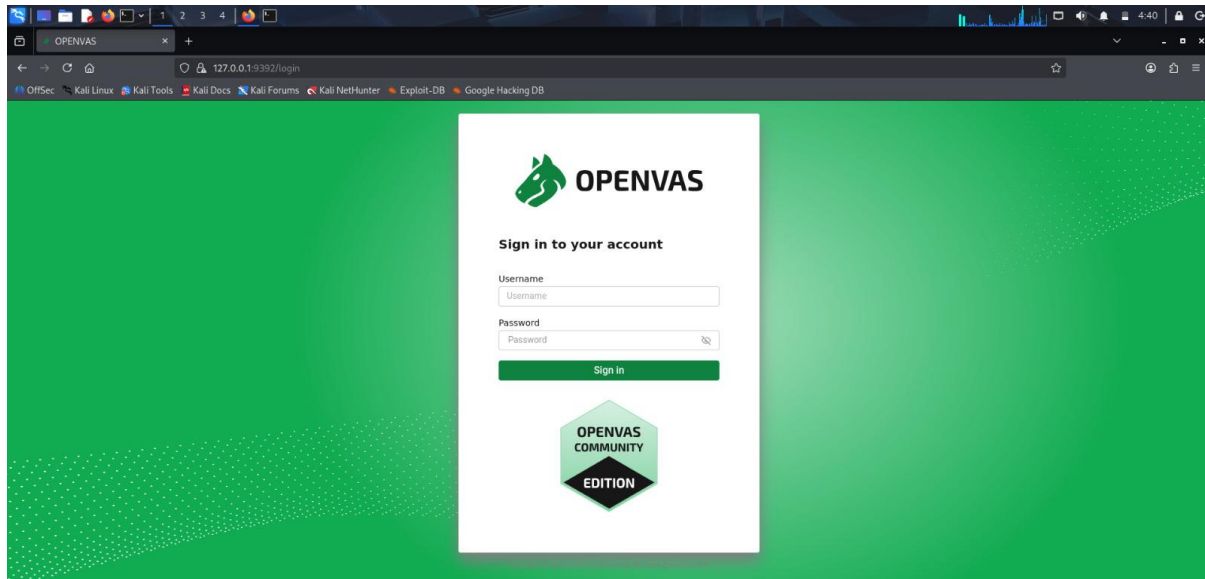 1 2 3 4
4:40
OPENVAS
127.0.0.1:9392/login
OffSec Kali Linux Kali Tools Kali Docs Kali Forums Kali NetHunter Exploit-DB Google Hacking DB
OPENVAS
Sign in to your account
Username
Username
Password
Password
Sign in
OPENVAS
COMMUNITY
EDITION